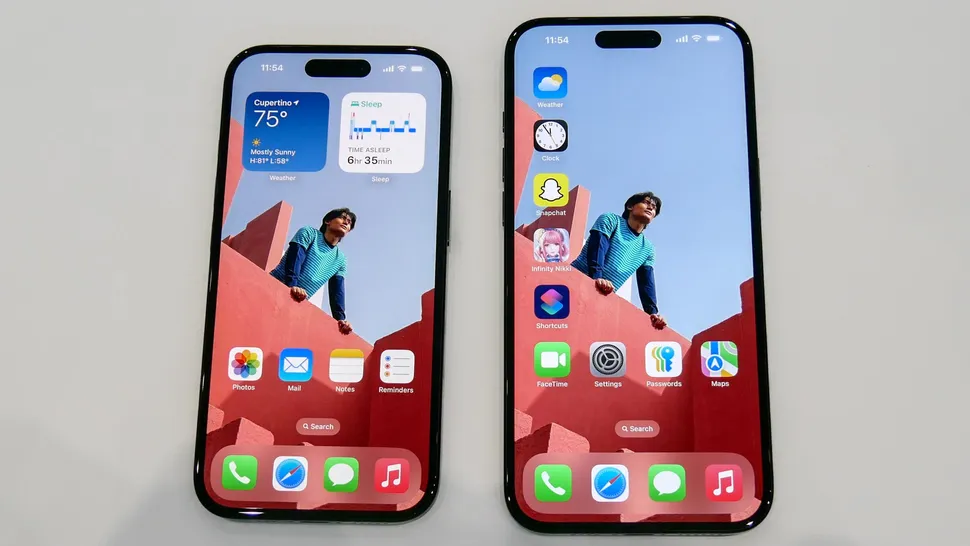 11:54
Cupertino
75°
Mostly Sunny
H:81° L:58°
Weather
Sleep
TIME ASLEEP
6hr 35min
Sleep
Photos
Mail
Notes
Reminders
Search
11:54
Weather
Clock
Snapchat
Infinity Nikki
Shortcuts
FaceTime
Settings
Passwords
Maps
Search